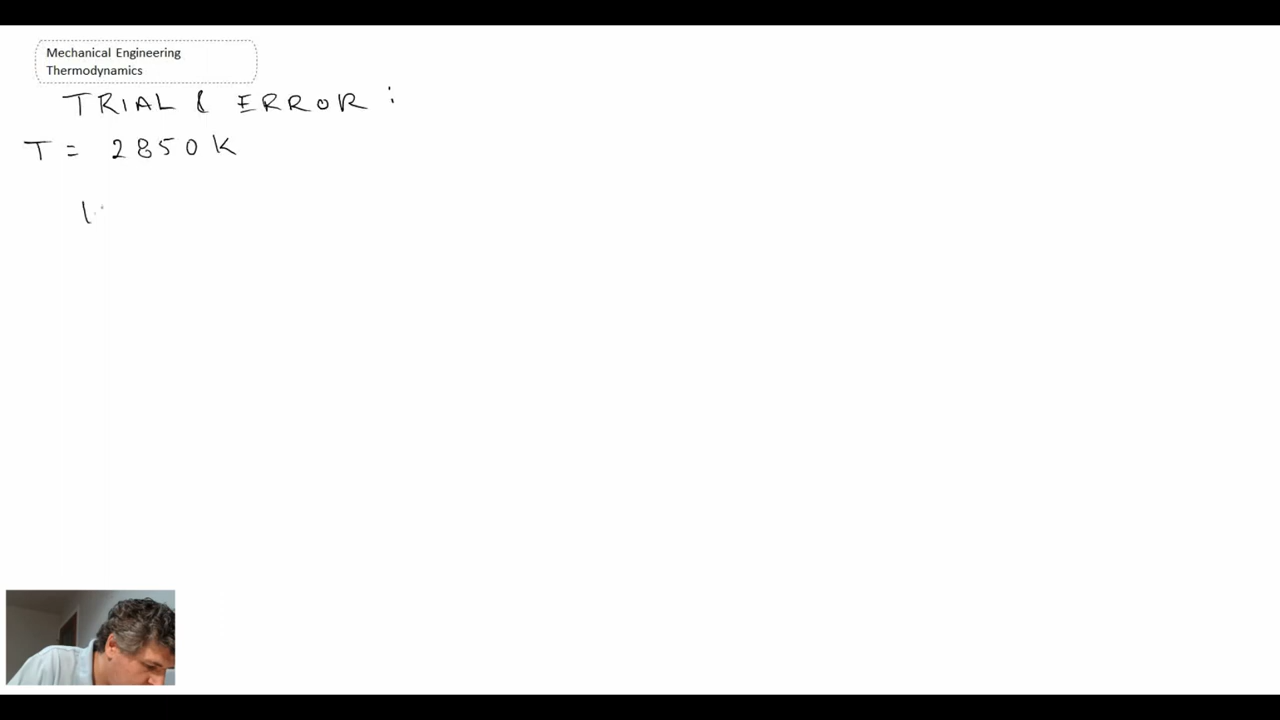 Mechanical Engineering
Thermodynamics
TRIAL & ERROR :
T = 2850 K